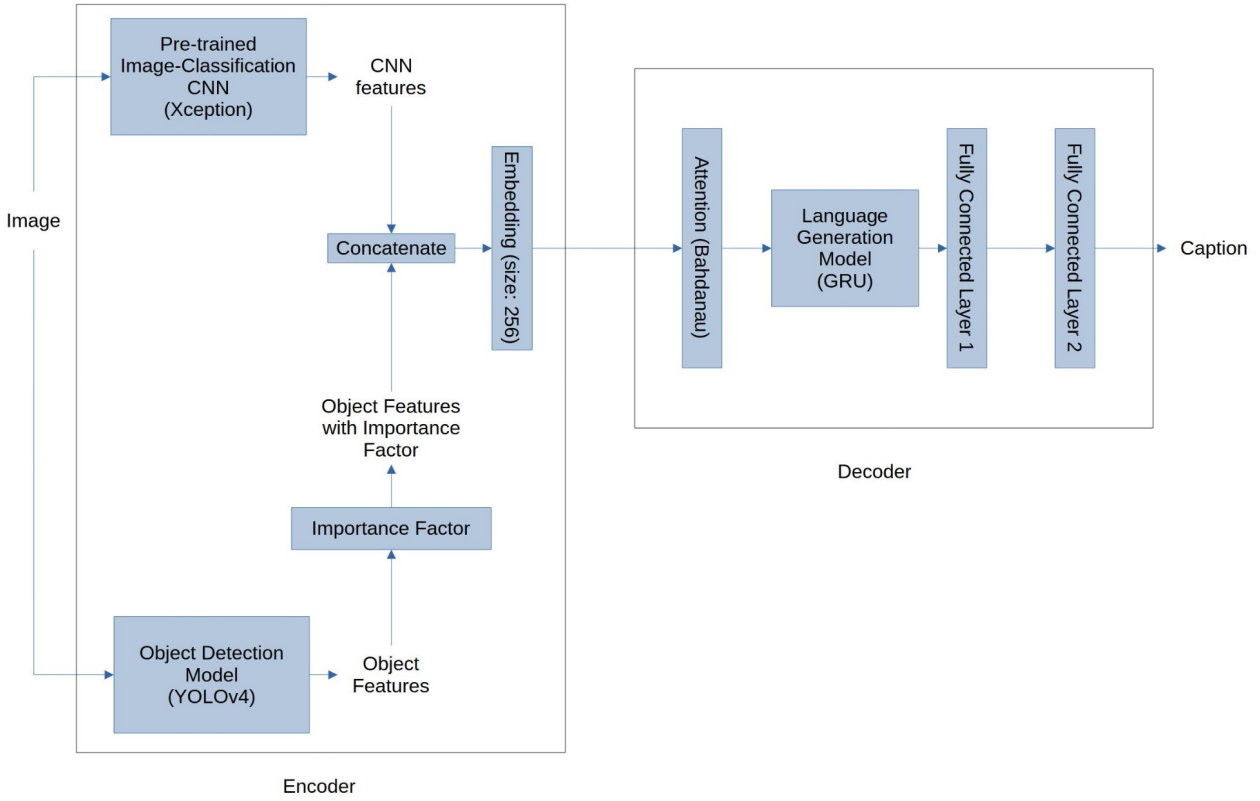 Pre-trained
Image-Classification
CNN
(Xception)
CNN
features
Image
Concatenate
Embedding (size: 256)
Object Features
with Importance
Factor
Importance Factor
Object Detection
Model
(YOLOv4)
Object
Features
Encoder
Attention (Bahdanau)
Language
Generation
Model
(GRU)
Fully Connected Layer 1
Fully Connected Layer 2
Caption
Decoder